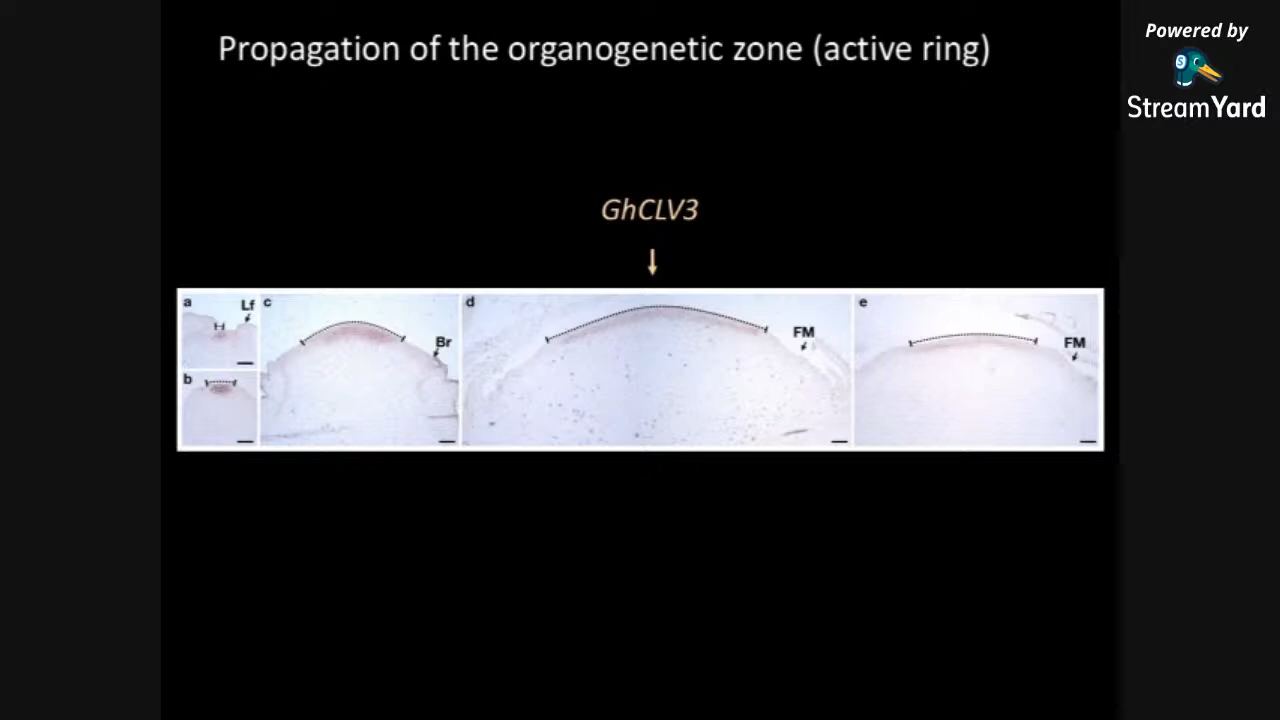 Propagation of the organogenetic zone (active ring)
Powered by
S
StreamYard
GhCLV3
a
Lf
b
c
Br
d
FM
e
FM